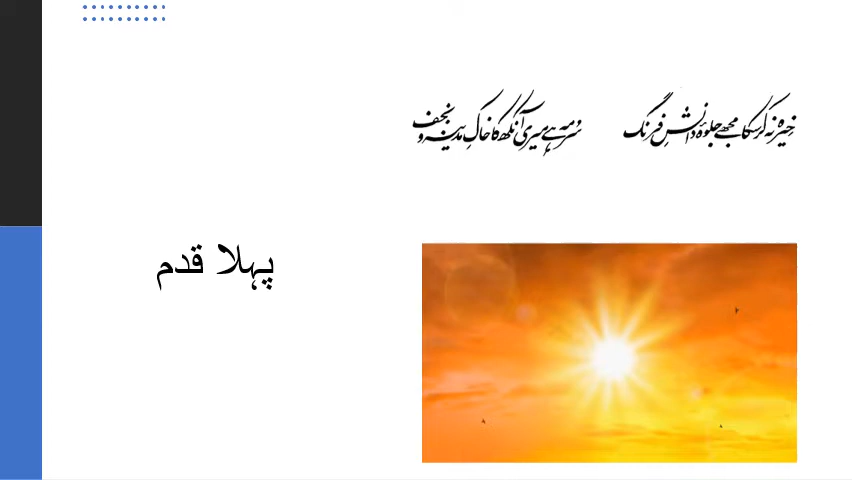 خیرہ نہ کر سکا مجھے جلوۂ دانشِ فرنگ
سرمہ ہے میری آنکھ کا خاکِ مدینہ و نجف
پہلا قدم